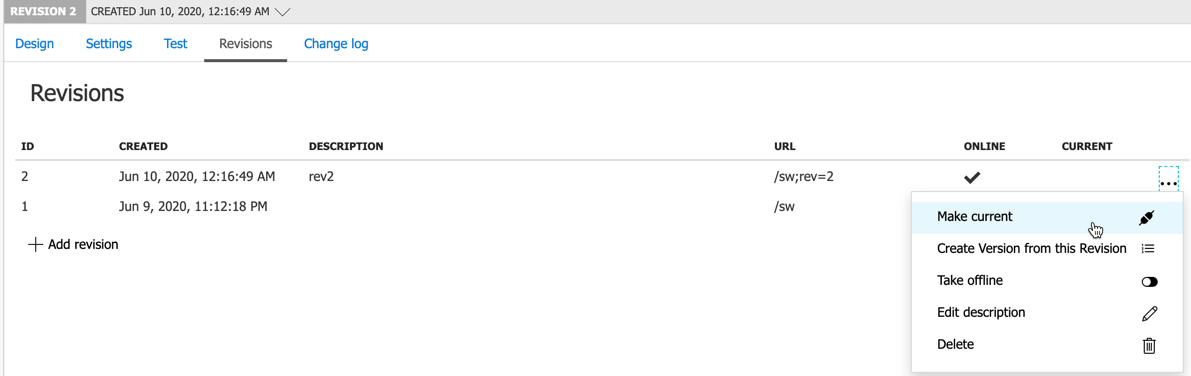 REVISION 2 CREATED Jun 10, 2020, 12:16:49 AM
Design Settings Test Revisions Change log
Revisions
ID CREATED DESCRIPTION URL ONLINE CURRENT
2 Jun 10, 2020, 12:16:49 AM rev2 /sw;rev=2 ...
1 Jun 9, 2020, 11:12:18 PM /sw
Make current
Add revision
Create Version from this Revision
Take offline
Edit description
Delete